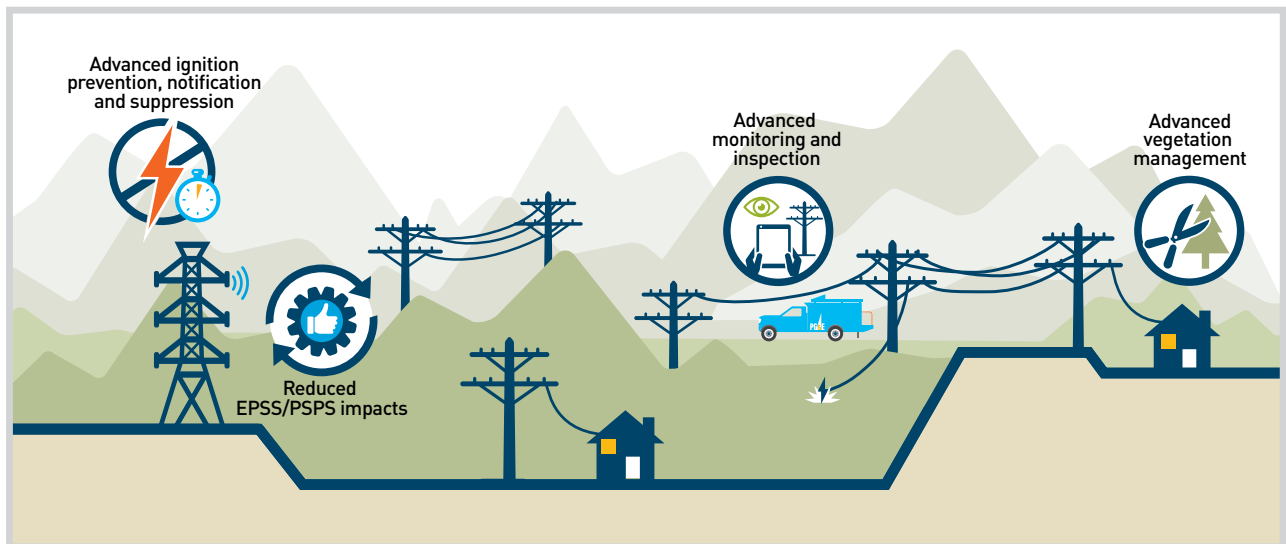 Advanced ignition
prevention, notification
and suppression
Reduced
EPSS/PSPS impacts
Advanced
monitoring and
inspection
PG&E
Advanced
vegetation
management